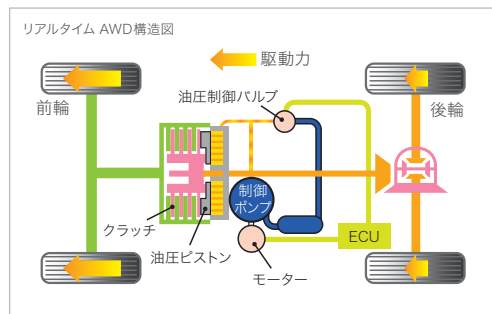 リアルタイム AWD構造図
駆動力
油圧制御バルブ
前輪
後輪
制御
ポンプ
クラッチ
油圧ピストン
ECU
モーター